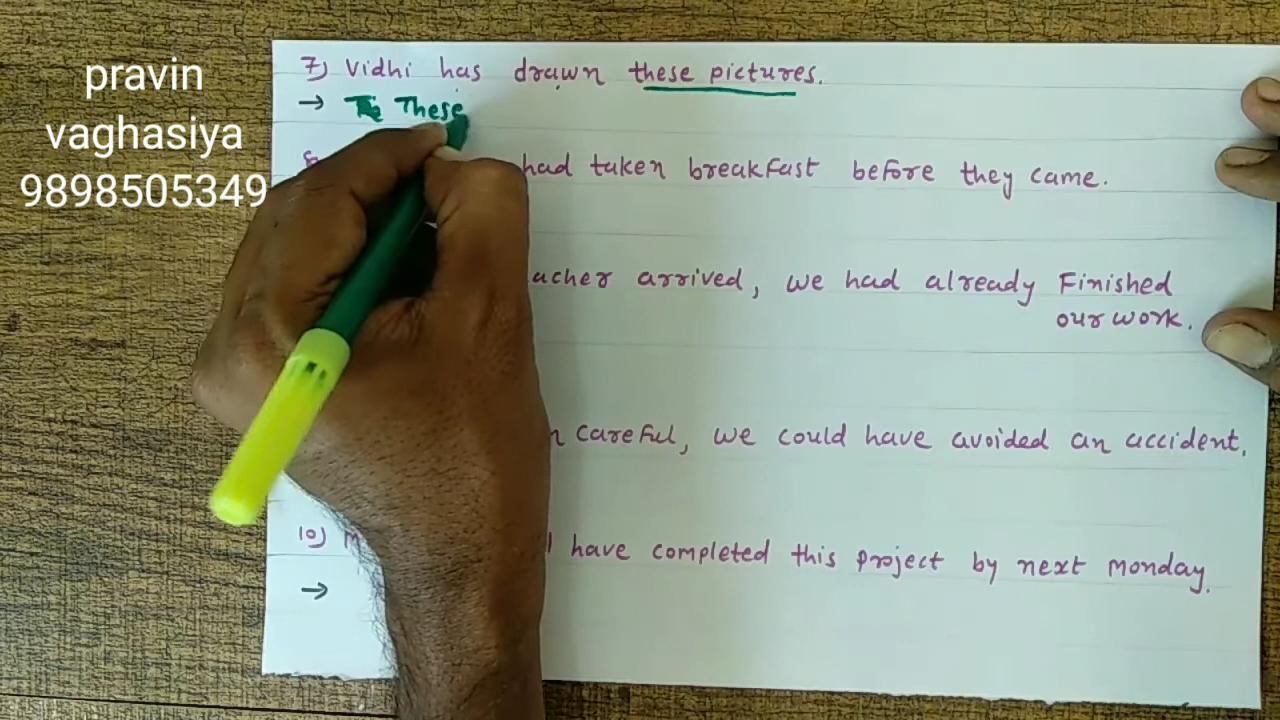 pravin
vaghasiya
9898505349
7) Vidhi has drawn these pictures.
→ These
had taken breakfast before they came.
arrived, we had already Finished
our work.
careful, we could have avoided an accident.
10)
have completed this project by next Monday.
→